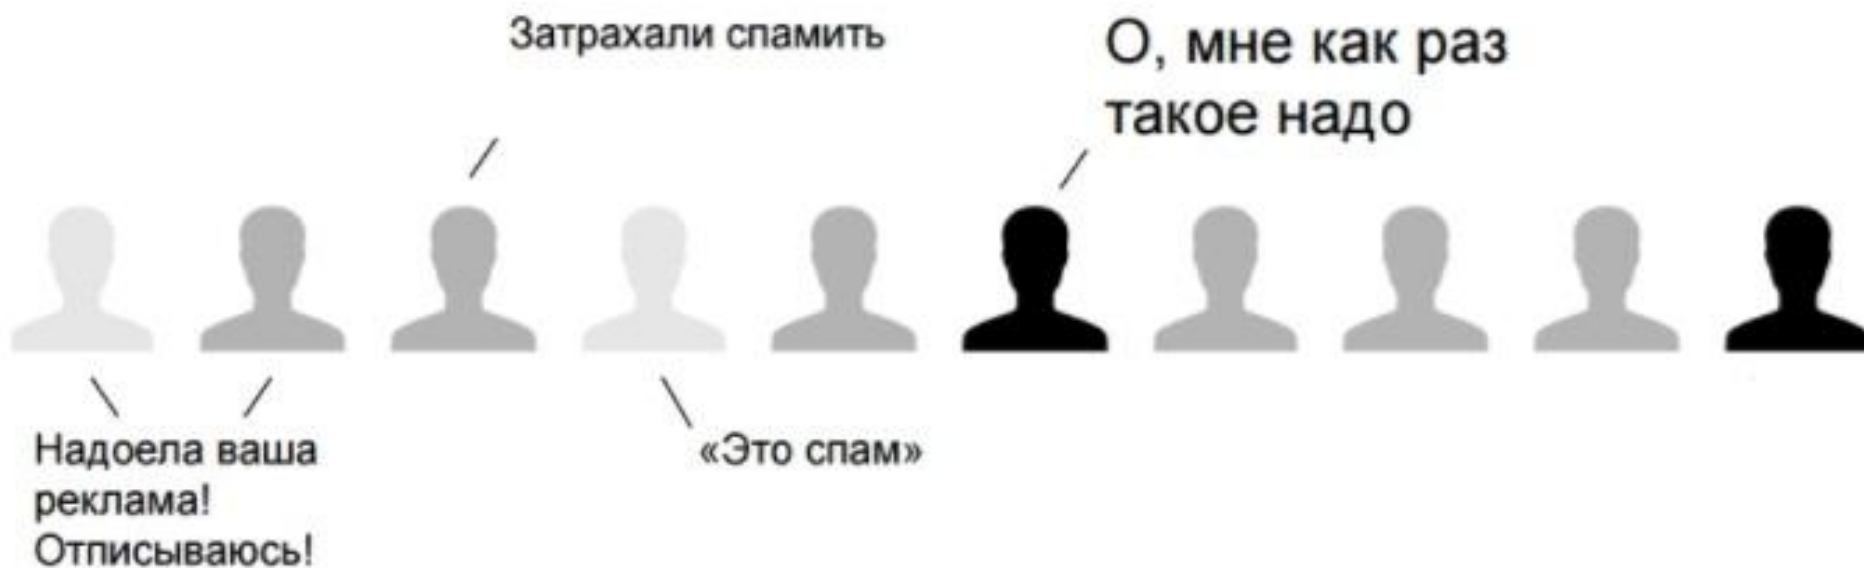 Затрахали спамить
О, мне как раз
такое надо
Надоела ваша
реклама!
Отписываюсь!
«Это спам»